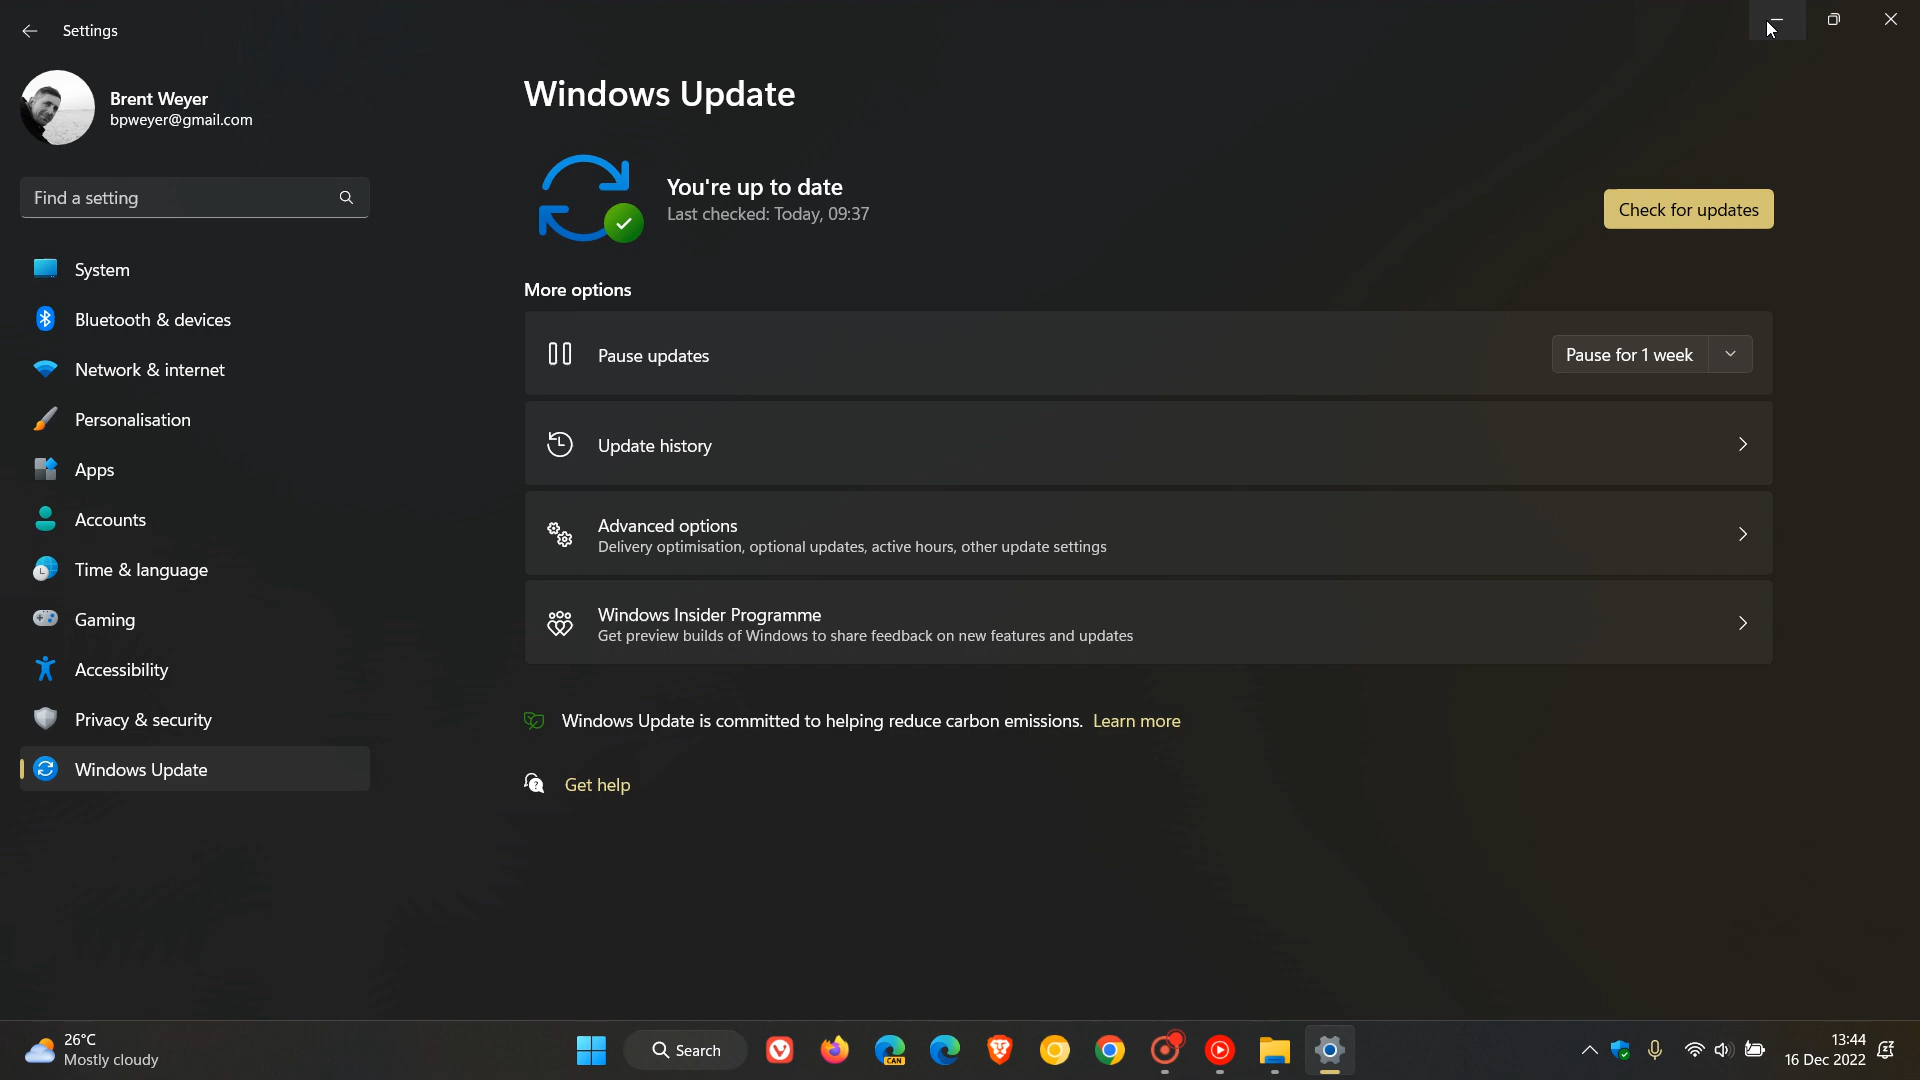 Settings
Brent Weyer
bpweyer@gmail.com
Find a setting
System
Bluetooth & devices
Network & internet
Personalisation
Apps
Accounts
Time & language
Gaming
Accessibility
Privacy & security
Windows Update
Windows Update
You're up to date
Last checked: Today, 09:37
Check for updates
More options
Pause updates
Pause for 1 week
Update history
Advanced options
Delivery optimisation, optional updates, active hours, other update settings
Windows Insider Programme
Get preview builds of Windows to share feedback on new features and updates
Windows Update is committed to helping reduce carbon emissions. Learn more
Get help
26°C
Mostly cloudy
Search
CAN
13:44
16 Dec 2022